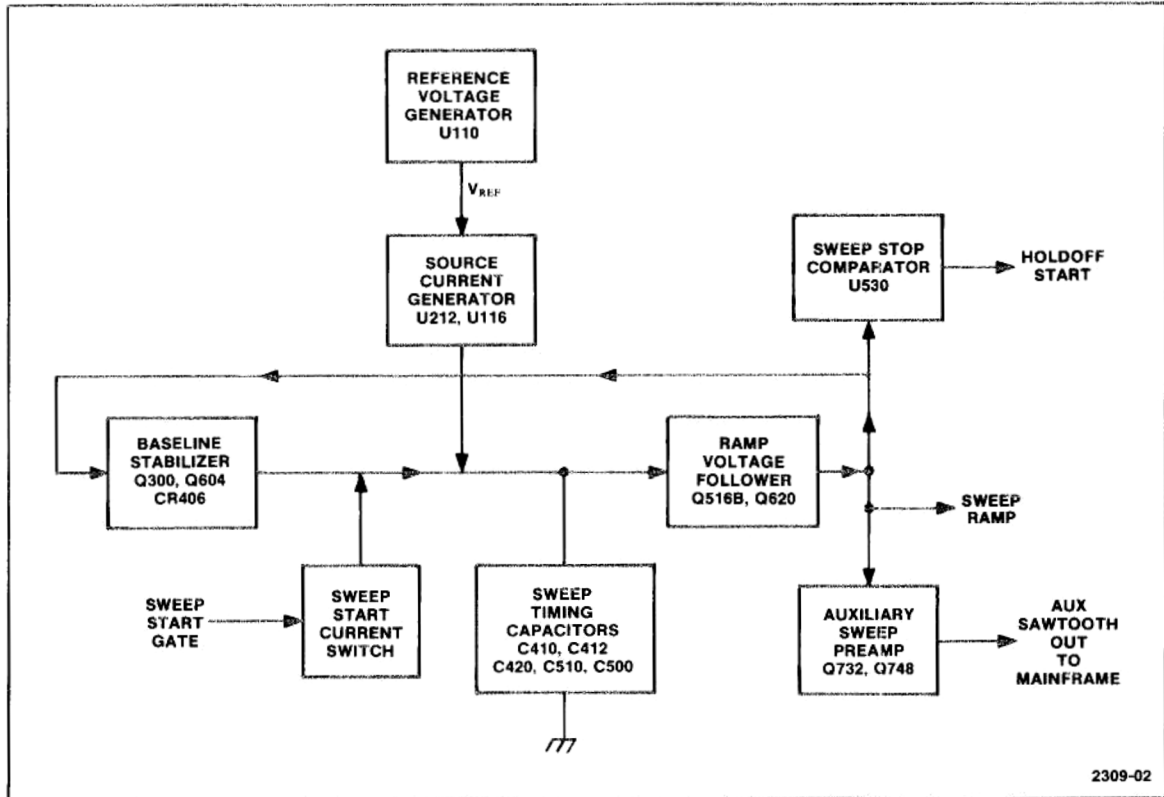 REFERENCE
VOLTAGE
GENERATOR
U110
VREF
SOURCE
CURRENT
GENERATOR
U212, U116
SWEEP STOP
COMPARATOR
U530
HOLDOFF
START
BASELINE
STABILIZER
Q300, Q604
CR406
RAMP
VOLTAGE
FOLLOWER
Q516B, Q620
SWEEP
RAMP
SWEEP
START
GATE
SWEEP
START
CURRENT
SWITCH
SWEEP
TIMING
CAPACITORS
C410, C412
C420, C510, C500
AUXILIARY
SWEEP
PREAMP
Q732, Q748
AUX
SAWTOOTH
OUT
TO
MAINFRAME
2309-02